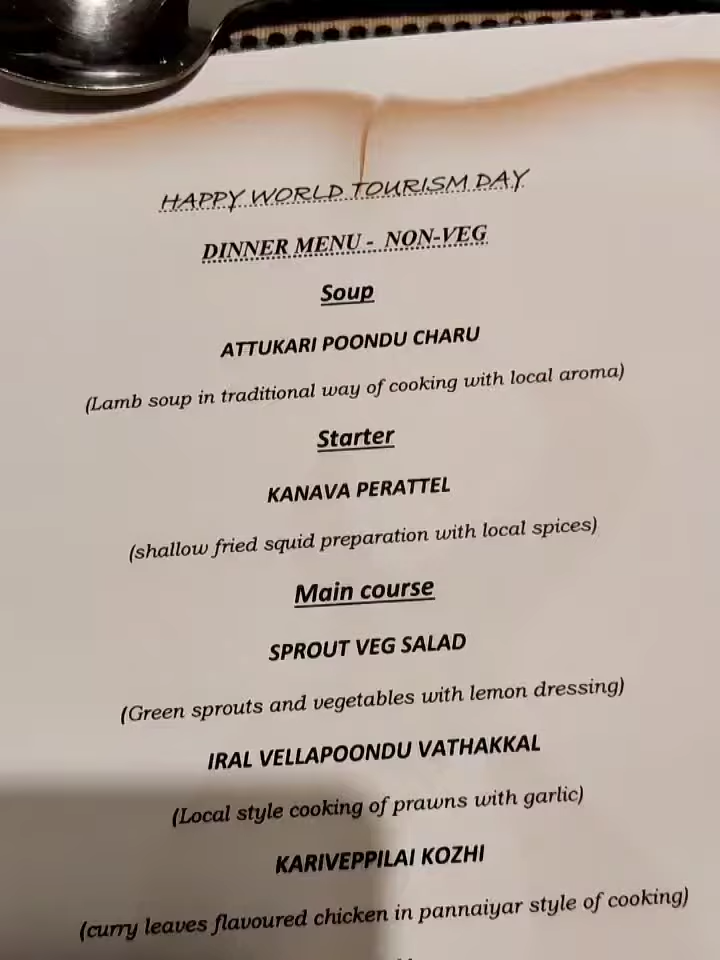 HAPPY WORLD TOURISM DAY
DINNER MENU - NON-VEG
Soup
ATTUKARI POONDU CHARU
(Lamb soup in traditional way of cooking with local aroma)
Starter
KANAVA PERATTEL
(shallow fried squid preparation with local spices)
Main course
SPROUT VEG SALAD
(Green sprouts and vegetables with lemon dressing)
IRAL VELLAPOONDU VATHAKKAL
(Local style cooking of prawns with garlic)
KARIVEPPILAI KOZHI
(curry leaves flavoured chicken in pannaiyar style of cooking)